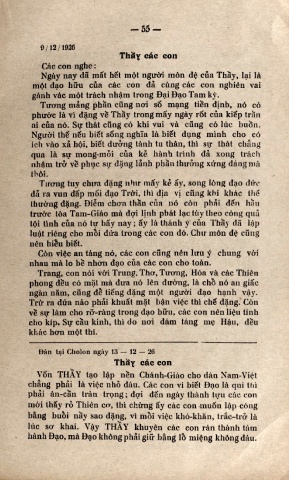 — 55 —
9/12/1926
Thầy các con
Các con nghe:
Ngày nay đã mất hết một người môn đệ của Thầy, lại là
một đạo hữu của các con đã cùng các con nghiên vai
gánh vác một trách nhậm trong Đại Đạo Tam kỳ.
Tương mảng phần cũng nơi số mạng tiền định, nó có
phước là vì đặng về Thầy trong mấy ngày rốt của kiếp trần
ai của nó. Sự thăt cũng có khi vui và cũng có lúc buồn.
Người thế nếu biết sống nghĩa là biết dụng mình cho có
ích vào xã hội, biết đường tánh tu thân, thì sự thác chẳng
qua là sự mong-mỏi của kẻ hành trình đã xong trách
nhậm trở về phục sự đặng lãnh phần thưởng xứng đáng mà
thôi.
Tương tuy chưa đặng như mấy kẻ ấy, song lòng đạo đức
đã ra vun đấp mối đạo Trời, thì địa vị cũng khi khác thế
thường đặng. Điểm chơn thần của nó còn phải đến hầu
trước tòa Tam-Giáo mà đợi lịnh phát lạc tùy theo công quả
tội tình của nó tự bấy nay; ấy là thánh ý của Thầy đã lập
luật riêng cho mỗi đứa trong các con đó. Chư môn đệ cũng
nên hiểu biết.
Còn việc an táng nó, các con cũng nên lưu ý chung với
nhau mà lo bề nhơn đạo của các con cho toàn.
Trang, con nói với Trung, Thơ, Tương, Hóa và các Thiên
phong đều có mặt mà đưa nó lên đường, là chỗ nó an giấc
ngàn năm, cũng để tiếng đặng một người đạo hạnh vậy.
Trừ ra đứa nào phải khuất mặt bận việc thì chế đặng. Còn
về sự làm cho rỡ-ràng trong đạo hữu, các con nên liệu tính
cho kịp. Sự cầu kinh, thì do nơi đám táng mẹ Hậu, đều
khác hơn một thí.
Đàn tại Cholon ngày 13 — 12 — 26
Thầy các con
Vốn THẦY tạo lập nền Chánh-Giáo cho dân Nam-Việt
chẳng phải là việc nhỏ đâu. Các con vì biết Đạo là quí thì
phải ân-cần trân trọng; đợi đến ngày thành tựu các con
mới thấy rõ Thiên cơ, thì chừng ấy các con muốn lập công
bằng buổi nầy sao đặng, vì mỗi việc khó-khăn, trắc-trở là
lúc sơ khai. Vậy THẦY khuyên các con rán thành tâm
hành Đạo, mà Đạo không phải giữ bằng lỗ miệng không đâu.